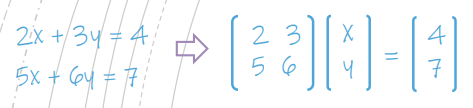 2x + 3y = 4
5x + 6y = 7
2 3
5 6
x
y
=
4
7